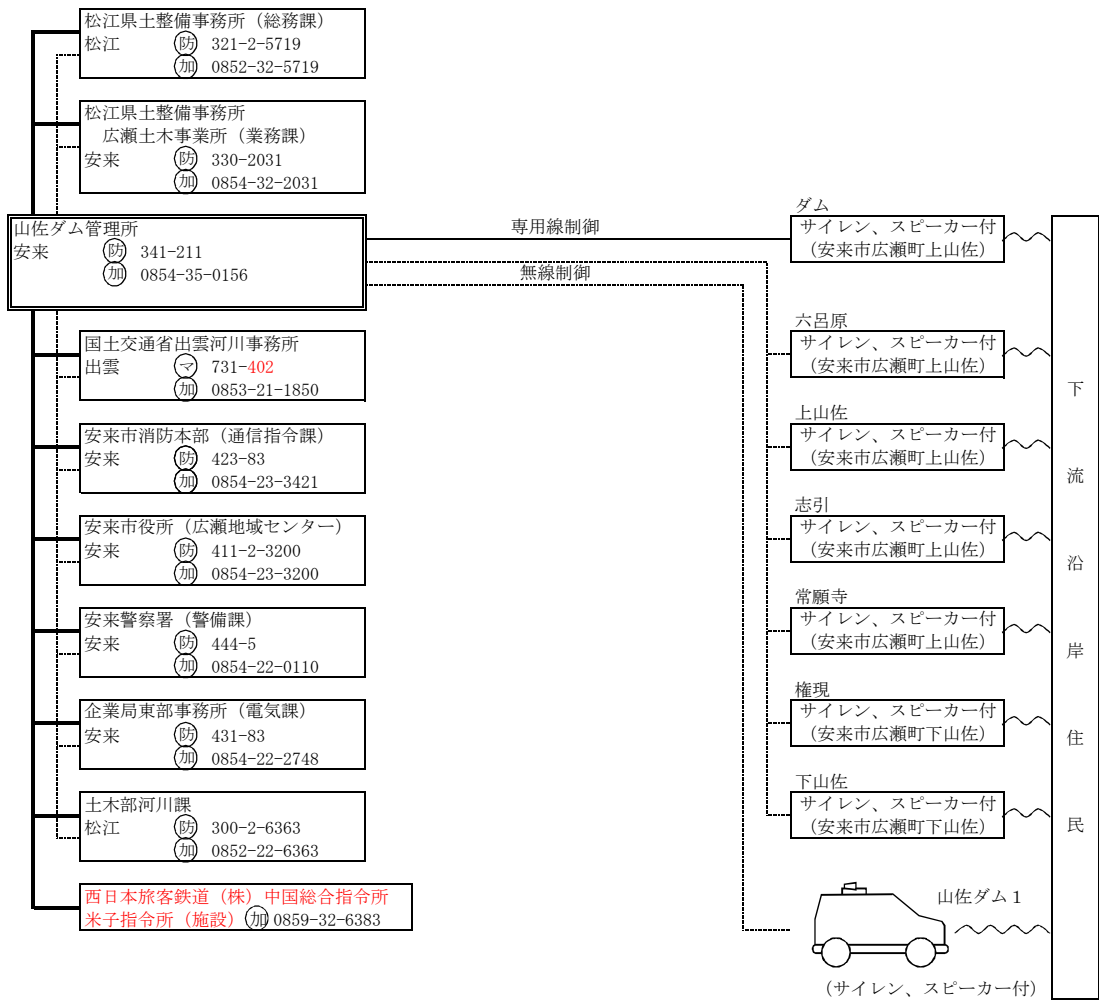 松江県土整備事務所（総務課）
松江　㊄防 321-2-5719
加 0852-32-5719
松江県土整備事務所
広瀬土木事業所（業務課）
安来　防 330-2031
加 0854-32-2031
山佐ダム管理所
安来　防 341-211
加 0854-35-0156
国土交通省出雲河川事務所
出雲　マ 731-402
加 0853-21-1850
安来市消防本部（通信指令課）
安来　防 423-83
加 0854-23-3421
安来市役所（広瀬地域センター）
安来　防 411-2-3200
加 0854-23-3200
安来警察署（警備課）
安来　防 444-5
加 0854-22-0110
企業局東部事務所（電気課）
安来　防 431-83
加 0854-22-2748
土木部河川課
松江　防 300-2-6363
加 0852-22-6363
西日本旅客鉄道（株）中国総合指令所
米子指令所（施設）加 0859-32-6383
専用線制御
無線制御
ダム
サイレン、スピーカー付
（安来市広瀬町上山佐）
六呂原
サイレン、スピーカー付
（安来市広瀬町上山佐）
上山佐
サイレン、スピーカー付
（安来市広瀬町上山佐）
志引
サイレン、スピーカー付
（安来市広瀬町上山佐）
常願寺
サイレン、スピーカー付
（安来市広瀬町上山佐）
権現
サイレン、スピーカー付
（安来市広瀬町下山佐）
下山佐
サイレン、スピーカー付
（安来市広瀬町下山佐）
山佐ダム１
（サイレン、スピーカー付）
下流沿岸住民